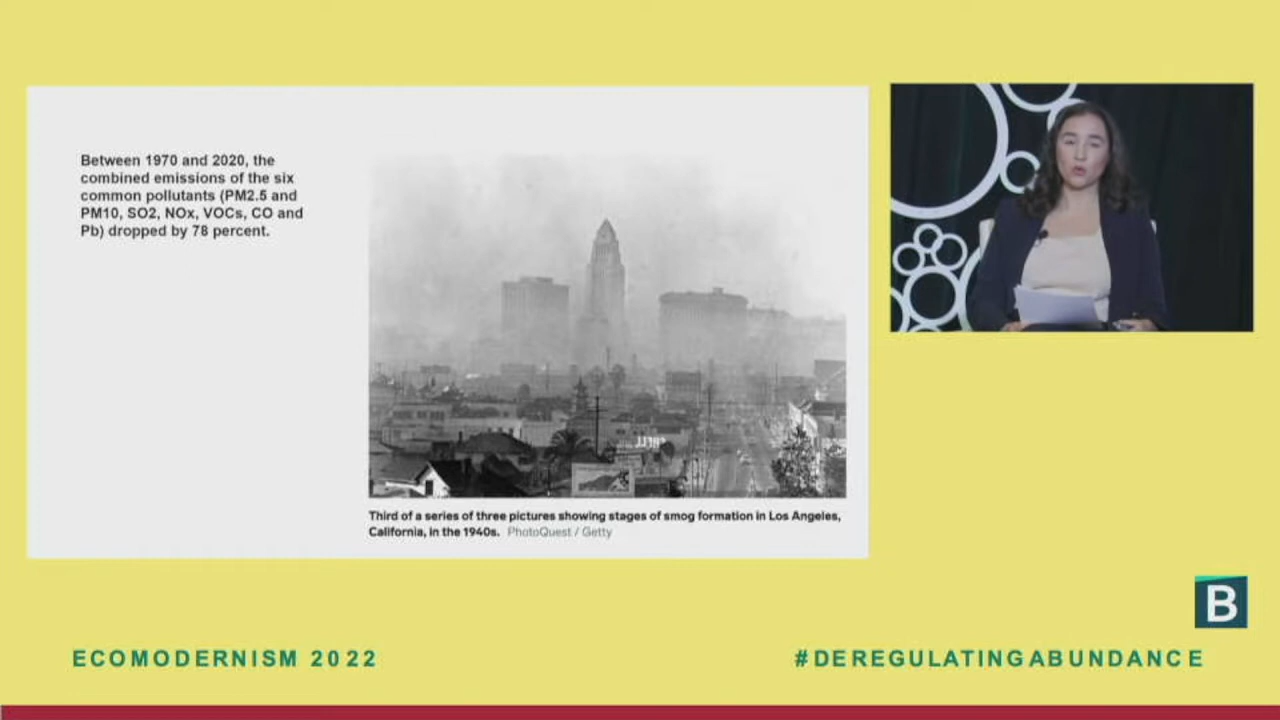 Between 1970 and 2020, the
combined emissions of the six
common pollutants (PM2.5 and
PM10, SO2, NOx, VOCs, CO and
Pb) dropped by 78 percent.
Third of a series of three pictures showing stages of smog formation in Los Angeles,
California, in the 1940s. PhotoQuest / Getty
B
ECOMODERNISM 2022
#DEREGULATINGABUNDANCE